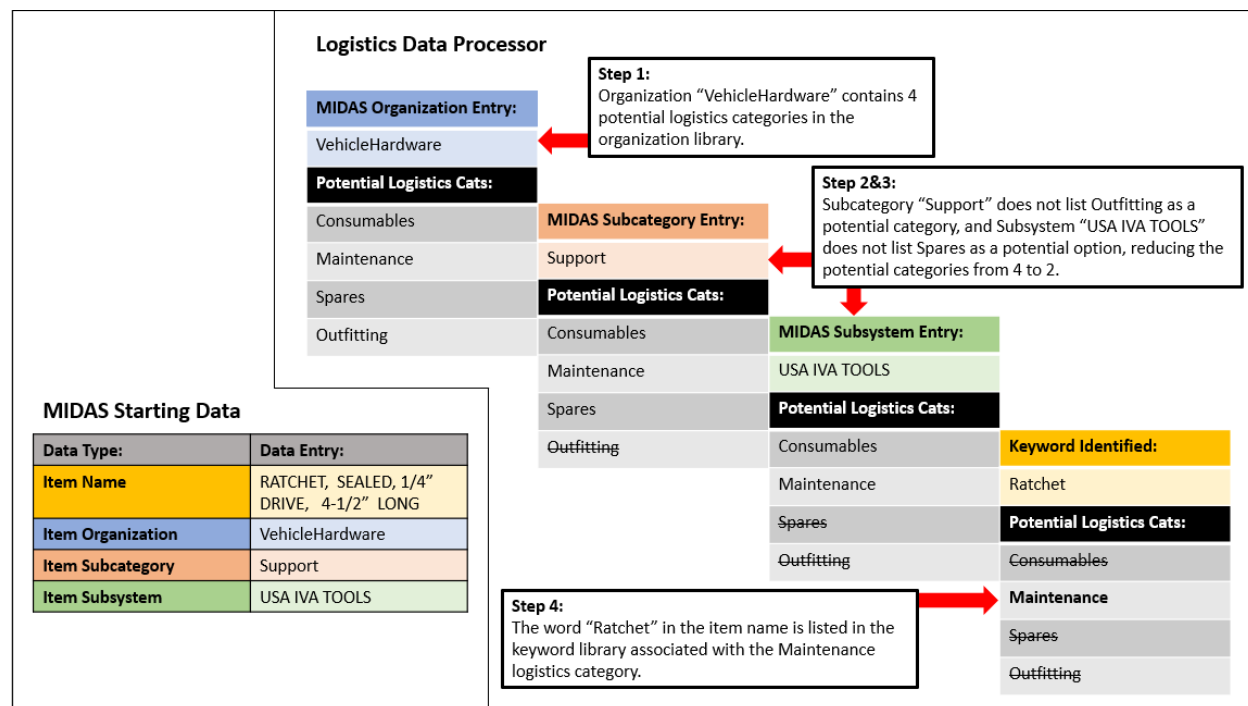 Logistics Data Processor
Step 1:
Organization “VehicleHardware” contains 4
potential logistics categories in the
organization library.
MIDAS Organization Entry:
VehicleHardware
Potential Logistics Cats:
Consumables
Maintenance
Spares
Outfitting
Step 2&3:
Subcategory “Support” does not list Outfitting as a
potential category, and Subsystem “USA IVA TOOLS”
does not list Spares as a potential option, reducing the
potential categories from 4 to 2.
MIDAS Subcategory Entry:
Support
Potential Logistics Cats:
Consumables
Maintenance
Spares
Outfitting
MIDAS Subsystem Entry:
USA IVA TOOLS
Potential Logistics Cats:
Consumables
Maintenance
Spares
Outfitting
Keyword Identified:
Ratchet
Potential Logistics Cats:
Consumables
Maintenance
Spares
Outfitting
Step 4:
The word “Ratchet” in the item name is listed in the
keyword library associated with the Maintenance
logistics category.
MIDAS Starting Data
Data Type: Data Entry:
Item Name RATCHET, SEALED, 1/4”
DRIVE, 4-1/2” LONG
Item Organization VehicleHardware
Item Subcategory Support
Item Subsystem USA IVA TOOLS